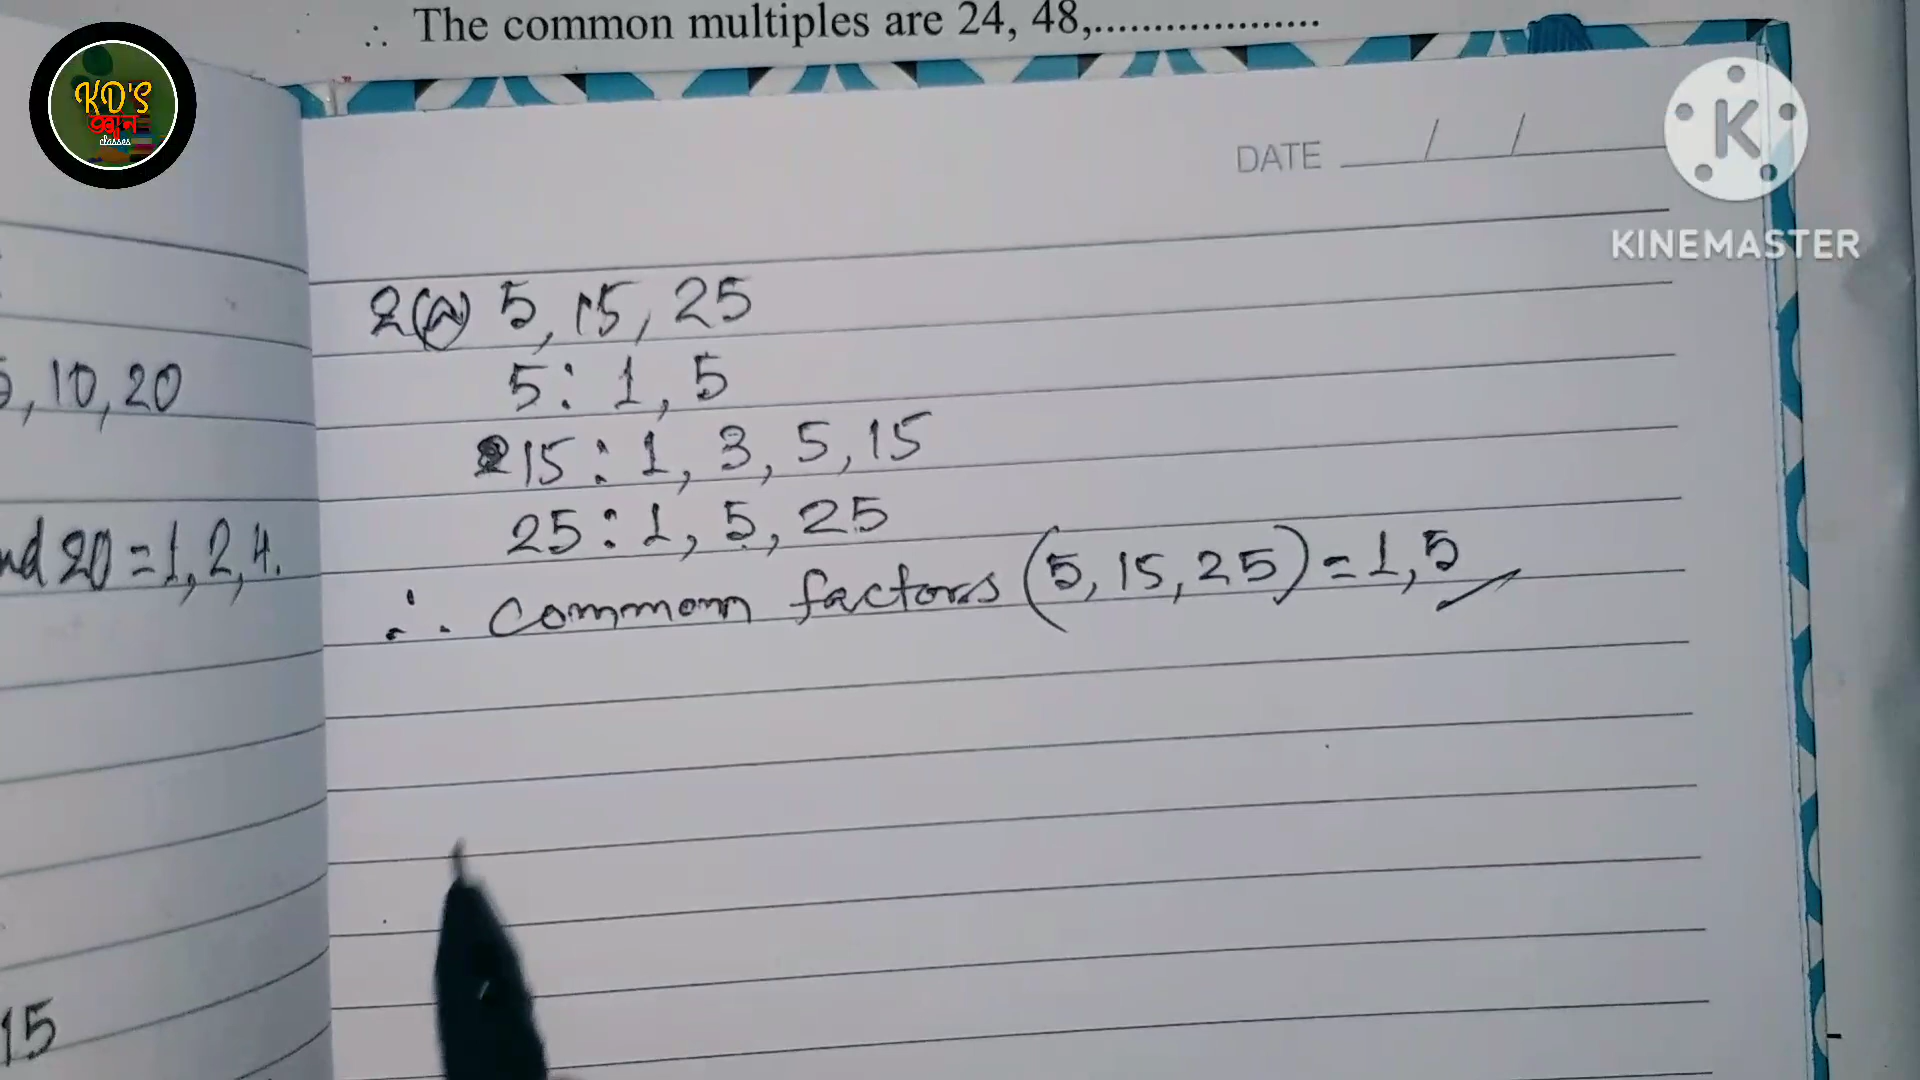 ∴ The common multiples are 24, 48,....................
KD'S
জ্ঞান
classes
DATE / /
KINEMASTER
, 10, 20
nd 20 = 1, 2, 4.
15
2(a) 5, 15, 25
5 : 1, 5
15 : 1, 3, 5, 15
25 : 1, 5, 25
∴ common factors (5, 15, 25) = 1, 5